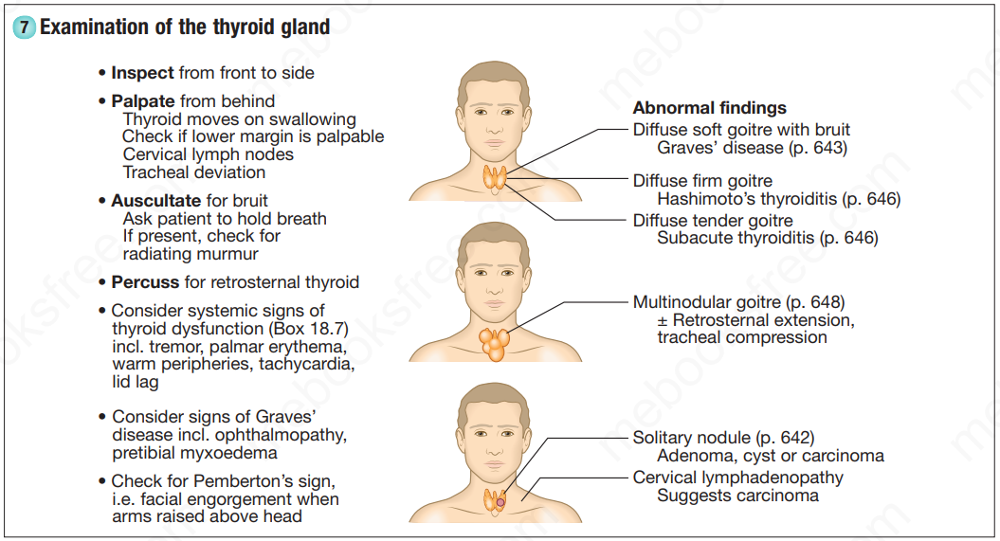 7 Examination of the thyroid gland
• Inspect from front to side
• Palpate from behind
Thyroid moves on swallowing
Check if lower margin is palpable
Cervical lymph nodes
Tracheal deviation
• Auscultate for bruit
Ask patient to hold breath
If present, check for
radiating murmur
• Percuss for retrosternal thyroid
• Consider systemic signs of
thyroid dysfunction (Box 18.7)
incl. tremor, palmar erythema,
warm peripheries, tachycardia,
lid lag
• Consider signs of Graves’
disease incl. ophthalmopathy,
pretibial myxoedema
• Check for Pemberton’s sign,
i.e. facial engorgement when
arms raised above head
Abnormal findings
Diffuse soft goitre with bruit
Graves’ disease (p. 643)
Diffuse firm goitre
Hashimoto’s thyroiditis (p. 646)
Diffuse tender goitre
Subacute thyroiditis (p. 646)
Multinodular goitre (p. 648)
± Retrosternal extension,
tracheal compression
Solitary nodule (p. 642)
Adenoma, cyst or carcinoma
Cervical lymphadenopathy
Suggests carcinoma